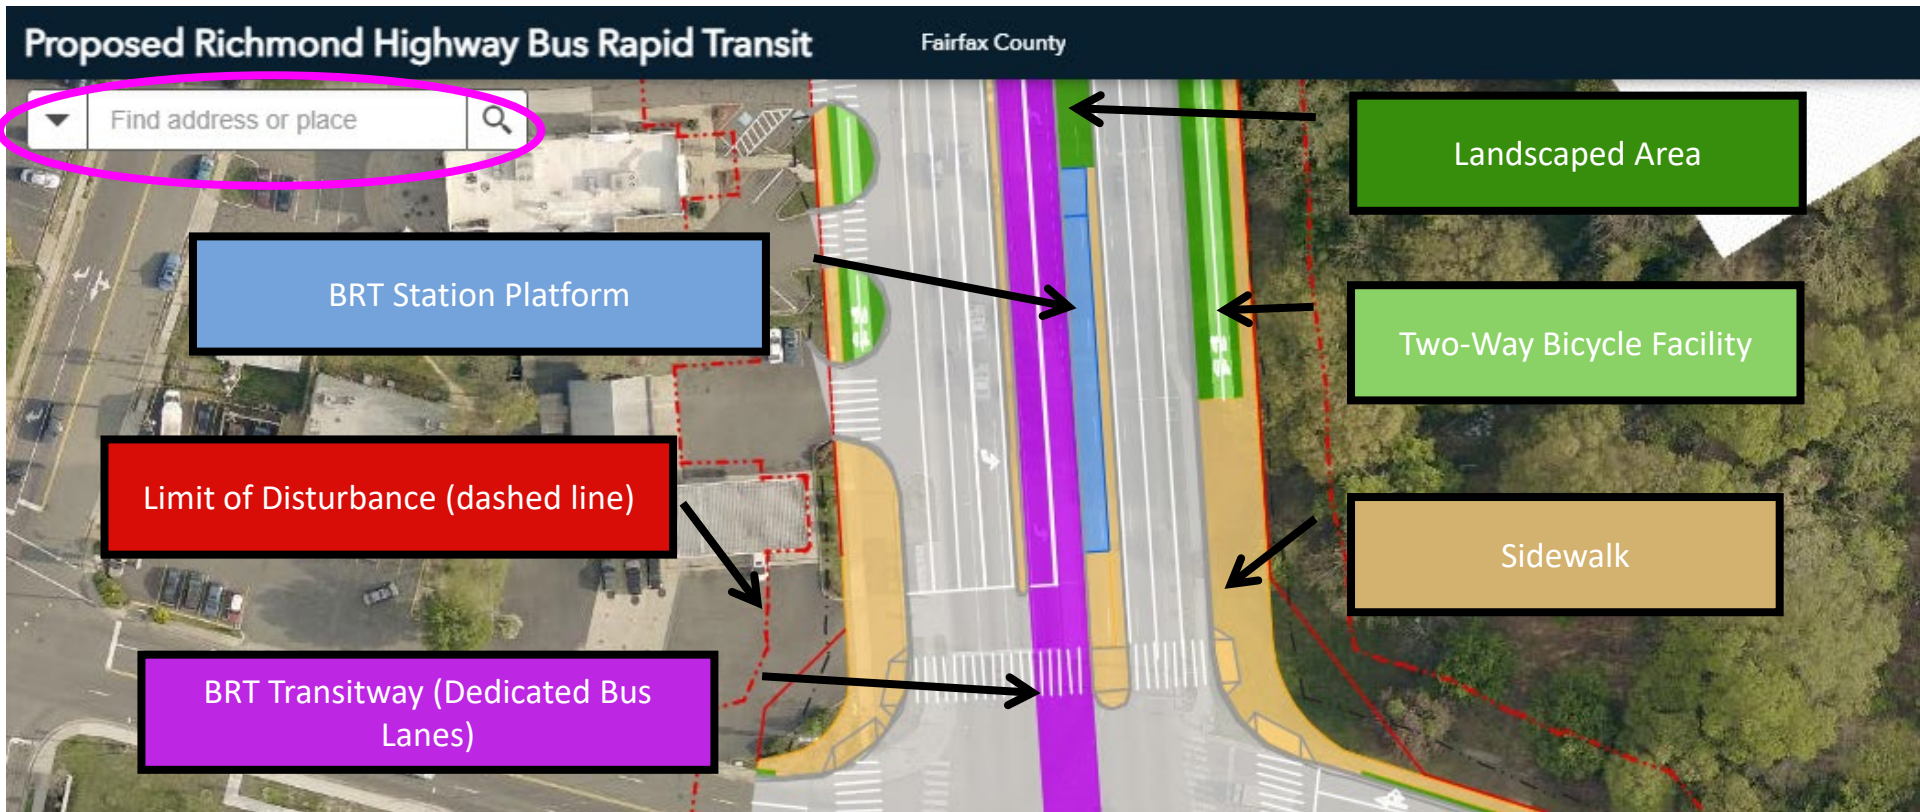 Proposed Richmond Highway Bus Rapid Transit
Fairfax County
Find address or place
Landscaped Area
BRT Station Platform
Two-Way Bicycle Facility
Limit of Disturbance (dashed line)
Sidewalk
BRT Transitway (Dedicated Bus
Lanes)